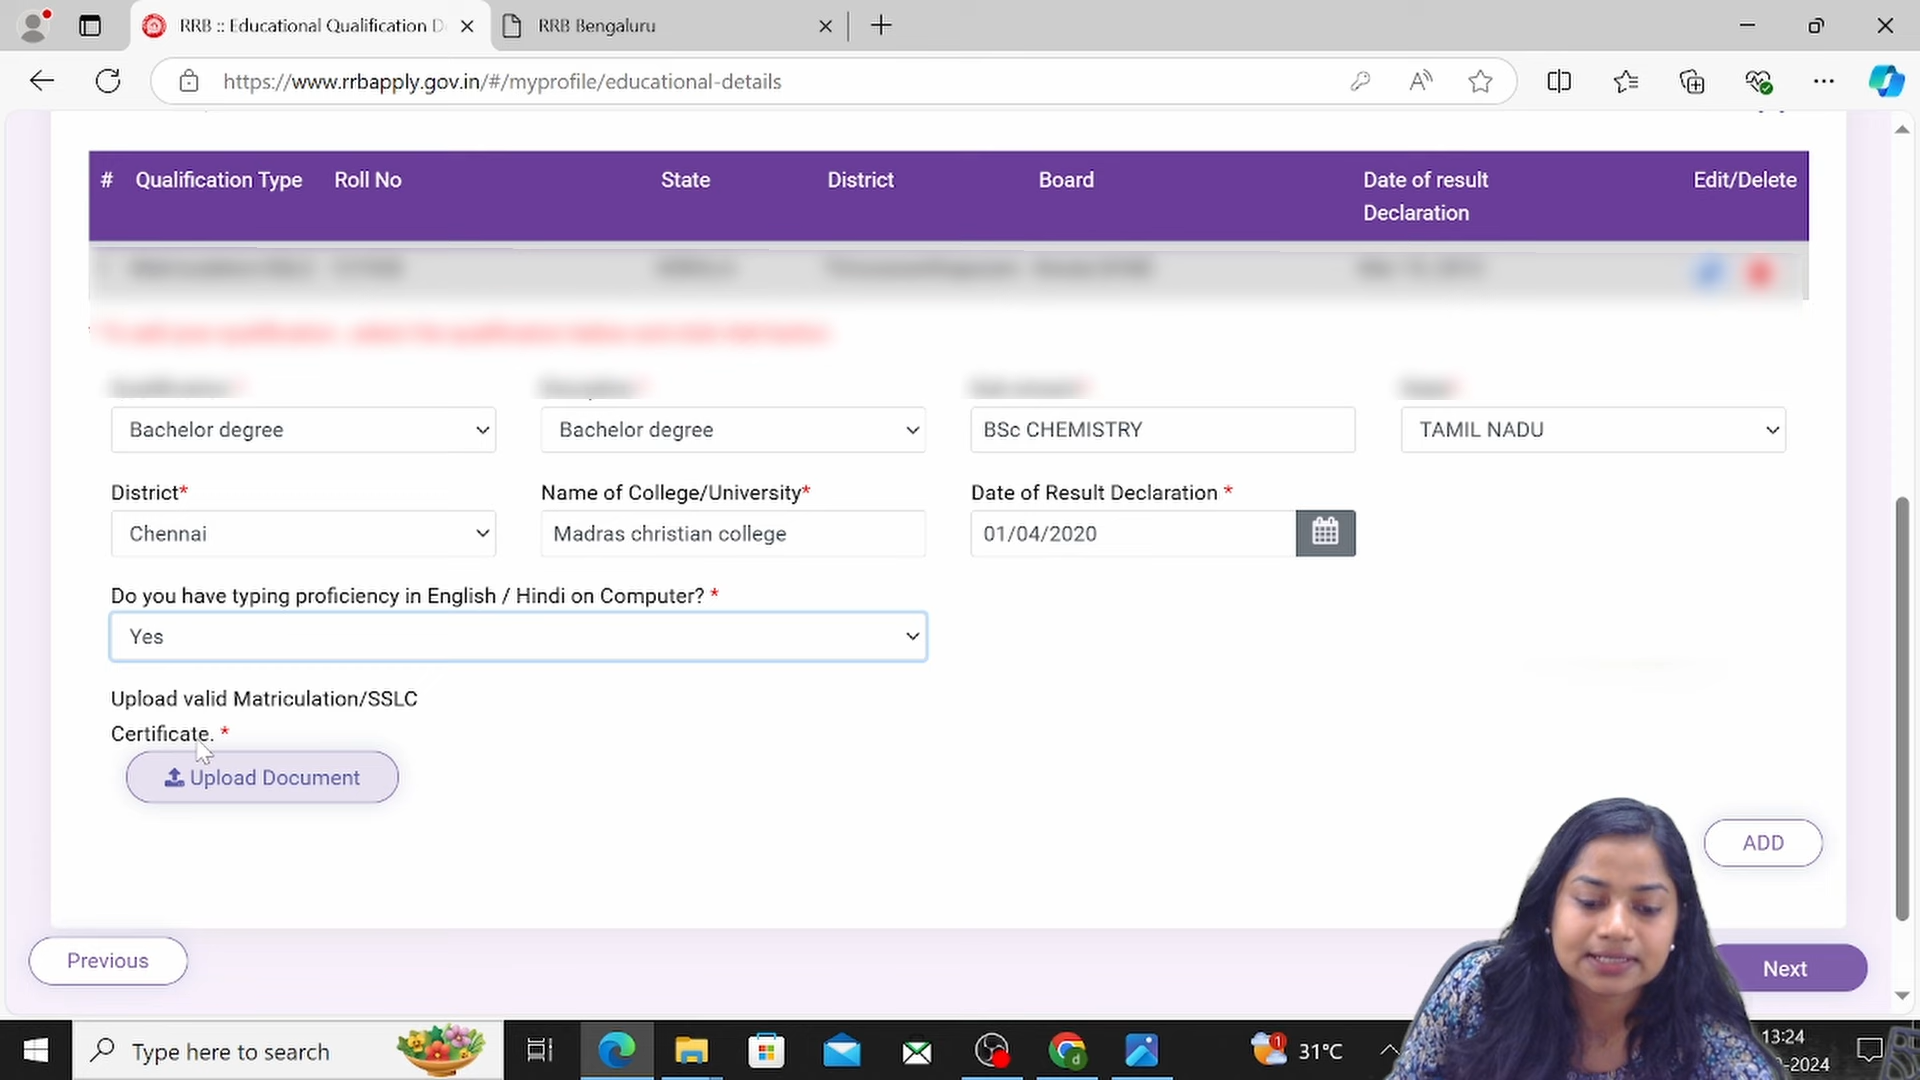 RRB :: Educational Qualification D
RRB Bengaluru
https://www.rrbapply.gov.in/#/myprofile/educational-details
# Qualification Type Roll No State District Board Date of result Declaration Edit/Delete
Bachelor degree Bachelor degree BSc CHEMISTRY TAMIL NADU
District* Name of College/University* Date of Result Declaration *
Chennai Madras christian college 01/04/2020
Do you have typing proficiency in English / Hindi on Computer? *
Yes
Upload valid Matriculation/SSLC
Certificate. *
Upload Document
ADD
Previous
Next
Type here to search
1
31°C
13:24
-2024